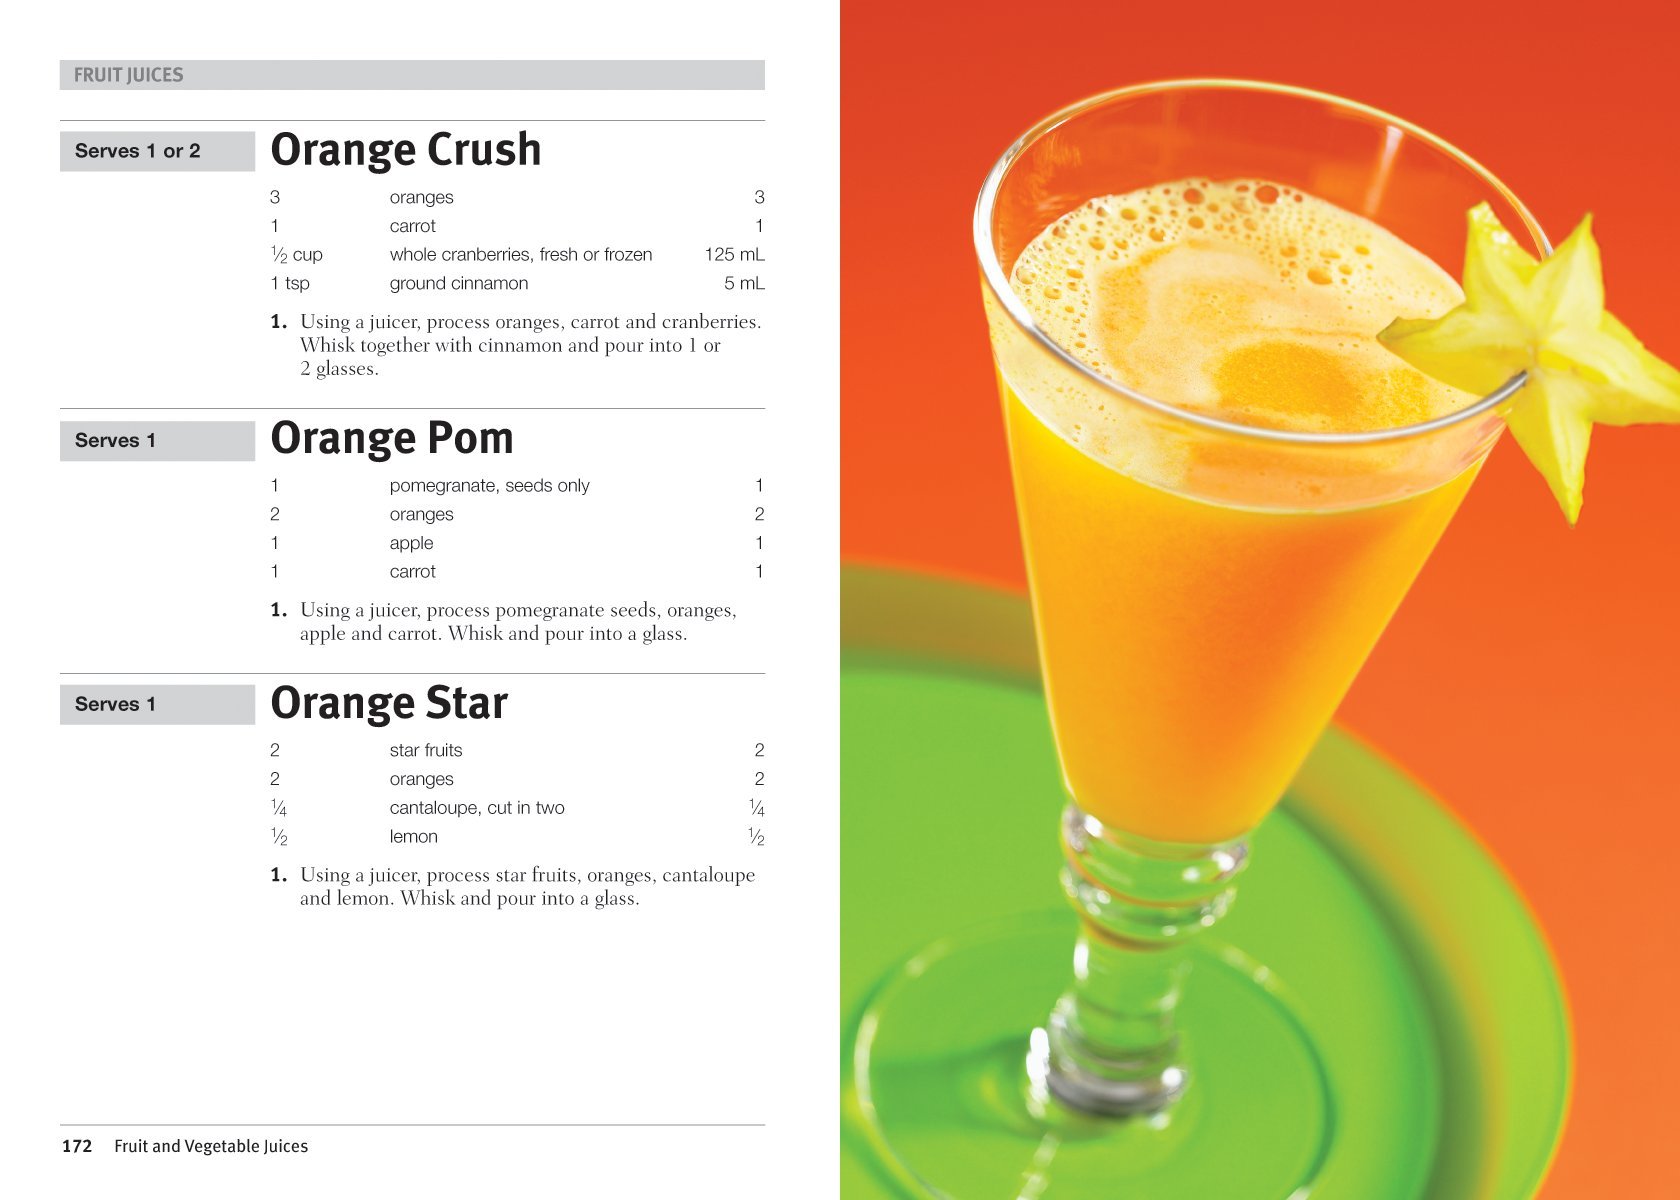 FRUIT JUICES
Serves 1 or 2
Orange Crush
3 oranges 3
1 carrot 1
½ cup whole cranberries, fresh or frozen 125 mL
1 tsp ground cinnamon 5 mL
1. Using a juicer, process oranges, carrot and cranberries.
Whisk together with cinnamon and pour into 1 or
2 glasses.
Serves 1
Orange Pom
1 pomegranate, seeds only 1
2 oranges 2
1 apple 1
1 carrot 1
1. Using a juicer, process pomegranate seeds, oranges,
apple and carrot. Whisk and pour into a glass.
Serves 1
Orange Star
2 star fruits 2
2 oranges 2
¼ cantaloupe, cut in two ¼
½ lemon ½
1. Using a juicer, process star fruits, oranges, cantaloupe
and lemon. Whisk and pour into a glass.
172 Fruit and Vegetable Juices